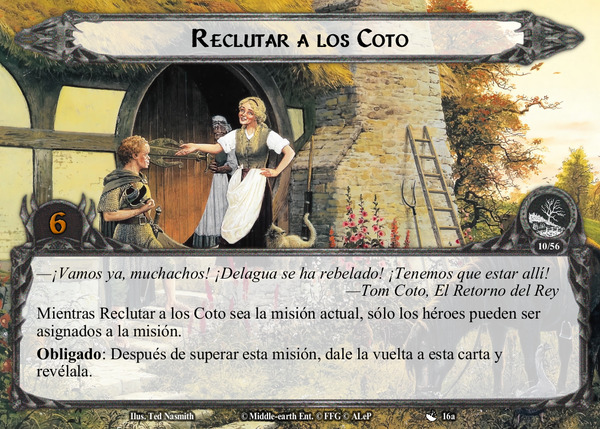 RECLUTAR A LOS COTO
6
10/56
—¡Vamos ya, muchachos! ¡Delagua se ha rebelado! ¡Tenemos que estar allí!
—Tom Coto, El Retorno del Rey
Mientras Reclutar a los Coto sea la misión actual, sólo los héroes pueden ser
asignados a la misión.
Obligado: Después de superar esta misión, dale la vuelta a esta carta y
revélala.
Ilus. Ted Nasmith © Middle-earth Ent. © FFG © ALeP 16a